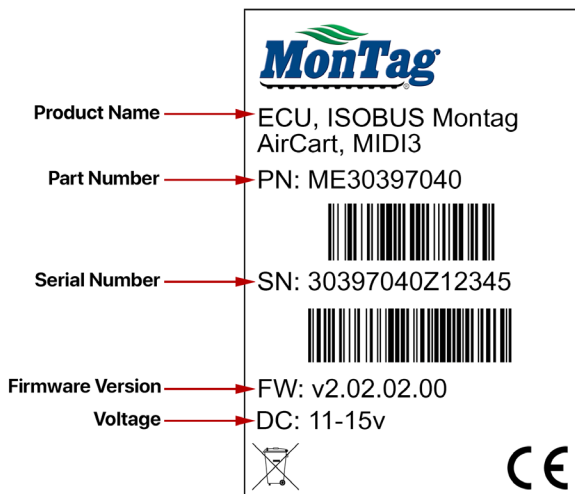 MonTag
®
Product Name
ECU, ISOBUS Montag
AirCart, MIDI3
Part Number
PN: ME30397040
Serial Number
SN: 30397040Z12345
Firmware Version
FW: v2.02.02.00
Voltage
DC: 11-15v
CE